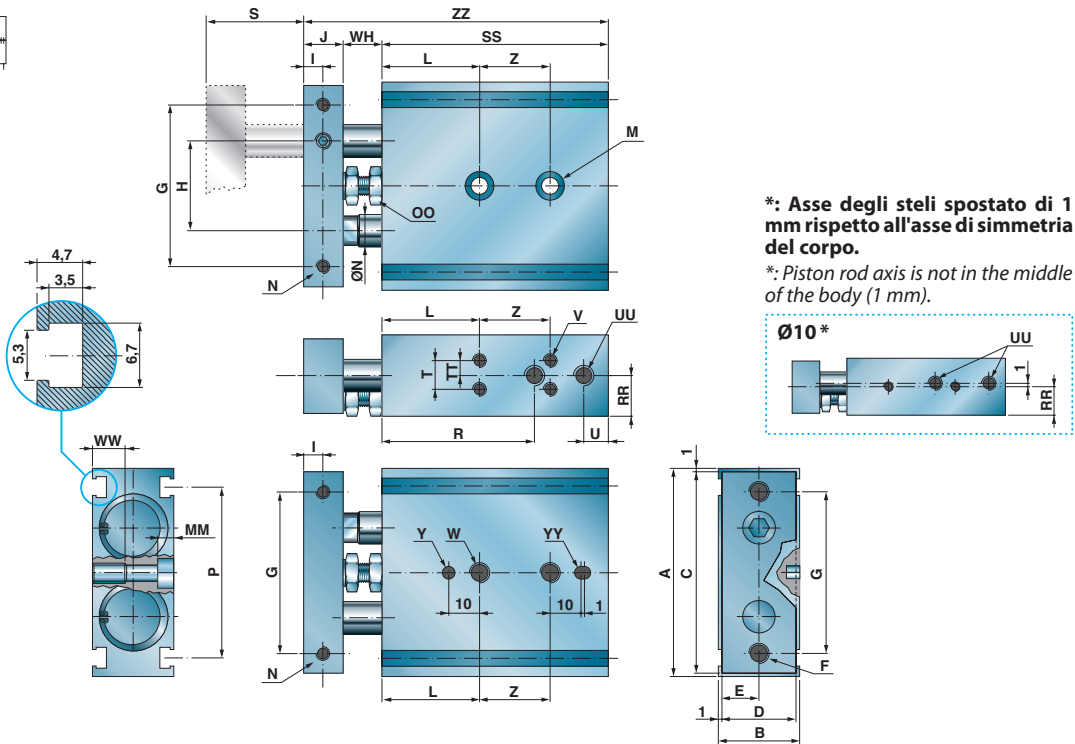 S
ZZ
J
WH
SS
I
L
Z
M
G
H
OO
ØN
N
4,7
3,5
5,3
6,7
*: Asse degli steli spostato di 1
mm rispetto all'asse di simmetria
del corpo.
*: Piston rod axis is not in the middle
of the body (1 mm).
Ø10 *
UU
1
RR
L
Z
V
UU
T
TT
RR
R
U
WW
MM
P
I
G
N
Y
W
YY
10
10
1
L
Z
1
A
C
G
F
E
D
1
B